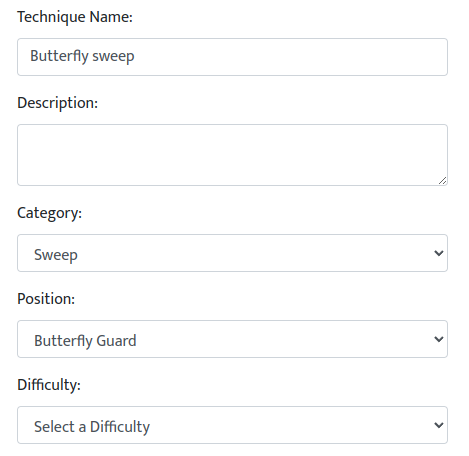 Technique Name:
Butterfly sweep
Description:
Category:
Sweep
Position:
Butterfly Guard
Difficulty:
Select a Difficulty